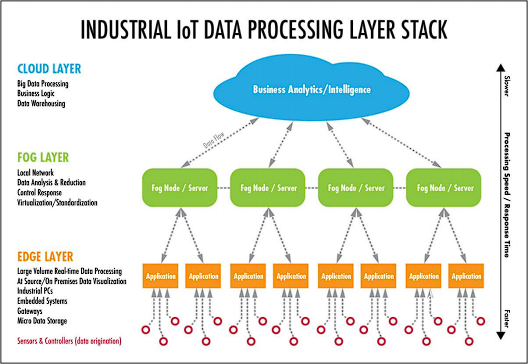 INDUSTRIAL IoT DATA PROCESSING LAYER STACK
CLOUD LAYER
Big Data Processing
Business Logic
Data Warehousing
Business Analytics/Intelligence
Data Flow
FOG LAYER
Local Network
Data Analysis & Reduction
Control Response
Virtualization/Standardization
Fog Node / Server
Fog Node / Server
Fog Node / Server
Fog Node / Server
EDGE LAYER
Large Volume Real-time Data Processing
At Source/On Premises Data Visualization
Industrial PCs
Embedded Systems
Gateways
Micro Data Storage
Application
Application
Application
Application
Application
Application
Application
Application
Sensors & Controllers (data origination)
Slower
Processing Speed / Response Time
Faster